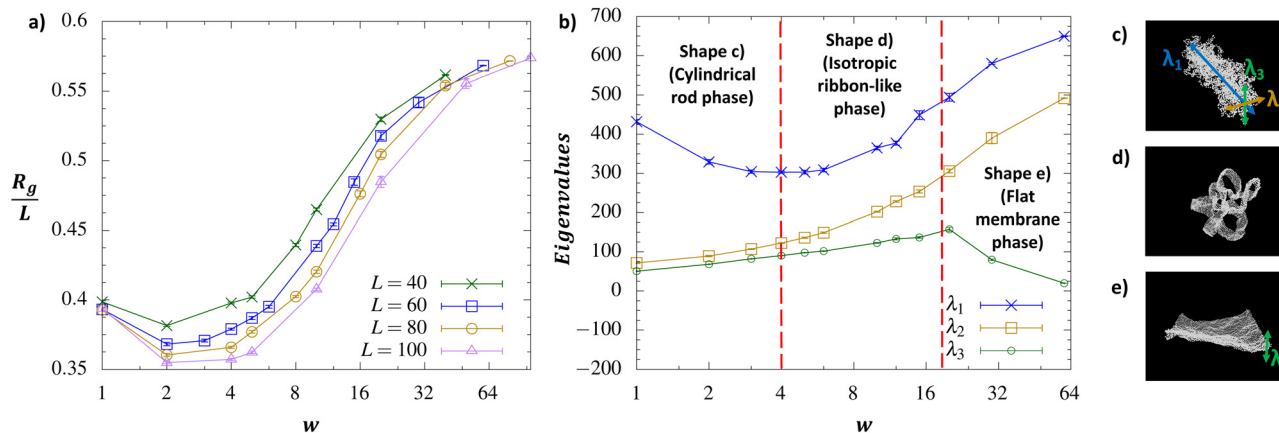 a)
R_g
L
0.6
0.55
0.5
0.45
0.4
0.35
L = 40
L = 60
L = 80
L = 100
1 2 4 8 16 32 64
w
b)
Eigenvalues
700
600
500
400
300
200
100
0
−100
−200
Shape c)
(Cylindrical
rod phase)
Shape d)
(Isotropic
ribbon-like
phase)
Shape e)
(Flat
membrane
phase)
λ1
λ2
λ3
1 2 4 8 16 32 64
w
c)
λ1
λ3
λ
d)
e)
λ